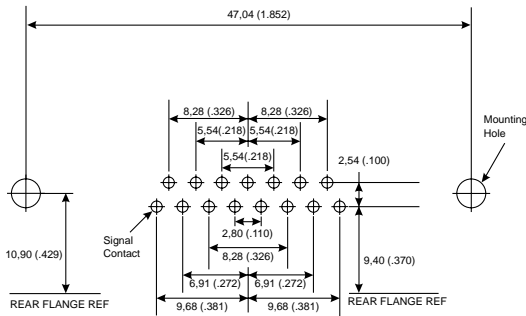 47,04 (1.852)
8,28 (.326)
8,28 (.326)
Mounting
Hole
5,54(.218)
5,54(.218)
5,54(.218)
2,54 (.100)
Signal
Contact
2,80 (.110)
10,90 (.429)
8,28 (.326)
9,40 (.370)
6,91 (.272)
6,91 (.272)
REAR FLANGE REF
REAR FLANGE REF
9,68 (.381)
9,68 (.381)